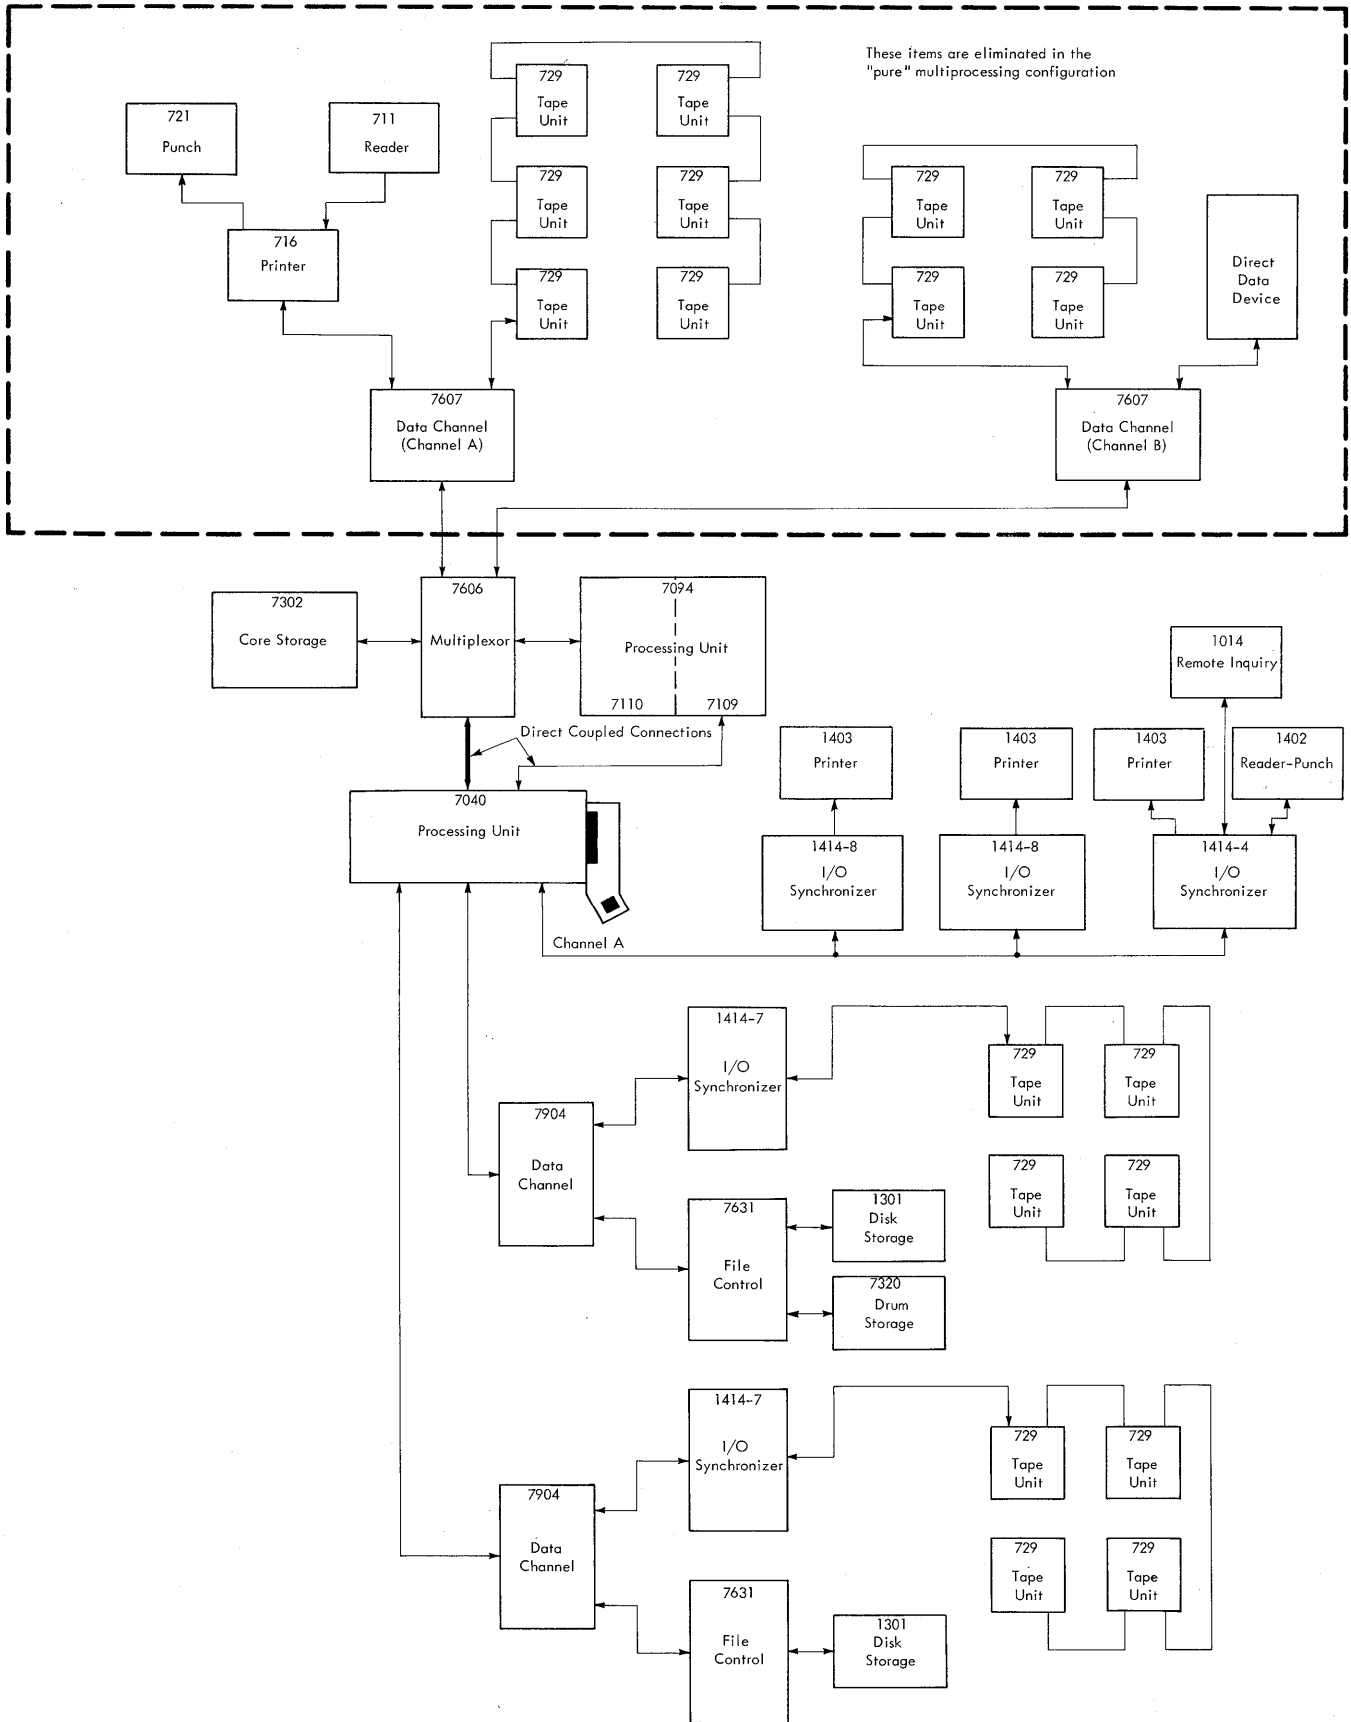 These items are eliminated in the
"pure" multiprocessing configuration
729
Tape
Unit
729
Tape
Unit
721
Punch
711
Reader
729
Tape
Unit
729
Tape
Unit
729
Tape
Unit
729
Tape
Unit
716
Printer
729
Tape
Unit
729
Tape
Unit
729
Tape
Unit
729
Tape
Unit
Direct
Data
Device
7607
Data Channel
(Channel A)
7607
Data Channel
(Channel B)
7302
Core Storage
7606
Multiplexor
7094
Processing Unit
7110
7109
1014
Remote Inquiry
Direct Coupled Connections
1403
Printer
1403
Printer
1403
Printer
1402
Reader-Punch
7040
Processing Unit
1414-8
I/O
Synchronizer
1414-8
I/O
Synchronizer
1414-4
I/O
Synchronizer
Channel A
1414-7
I/O
Synchronizer
729
Tape
Unit
729
Tape
Unit
7904
Data
Channel
729
Tape
Unit
729
Tape
Unit
7631
File
Control
1301
Disk
Storage
7320
Drum
Storage
1414-7
I/O
Synchronizer
729
Tape
Unit
729
Tape
Unit
7904
Data
Channel
729
Tape
Unit
729
Tape
Unit
7631
File
Control
1301
Disk
Storage